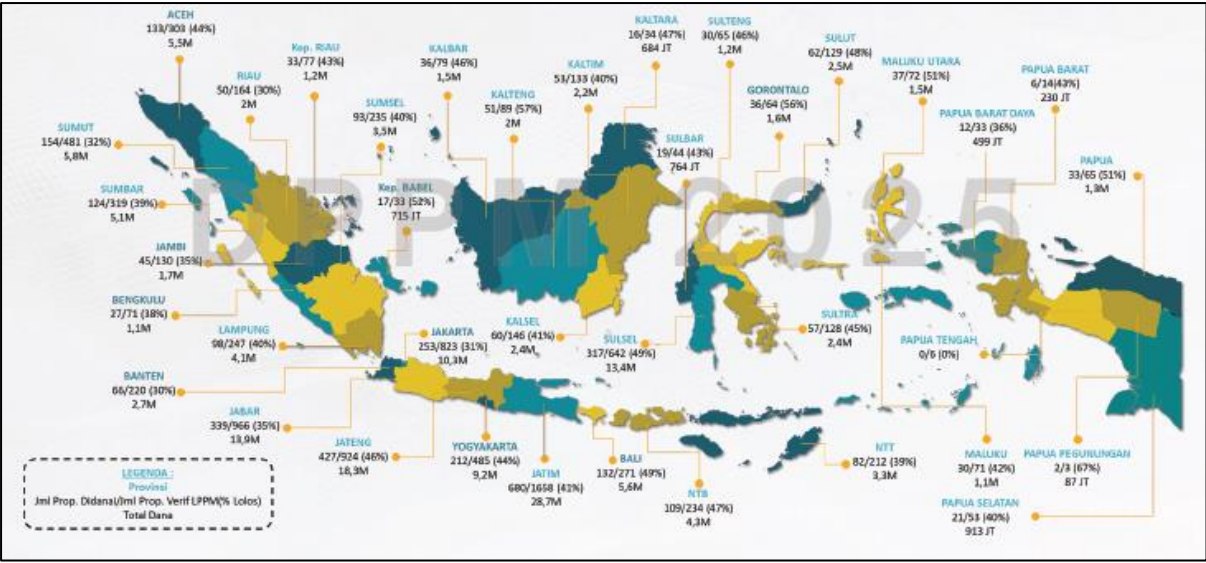 ACEH
133/303 (44%)
5,5M
Kep. RIAU
33/77 (43%)
1,2M
RIAU
50/164 (30%)
2M
SUMSEL
93/235 (40%)
3,5M
KALBAR
36/79 (46%)
1,5M
KALTENG
51/89 (57%)
2M
KALTIM
53/133 (40%)
2,2M
KALTARA
16/34 (47%)
684 JT
SULTENG
30/65 (46%)
1,2M
GORONTALO
36/64 (56%)
1,6M
SULUT
62/129 (48%)
2,5M
MALUKU UTARA
37/72 (51%)
1,5M
PAPUA BARAT
6/14(43%)
230 JT
PAPUA BARAT DAYA
12/33 (36%)
499 JT
PAPUA
33/65 (51%)
1,3M
SUMUT
154/481 (32%)
5,8M
SUMBAR
124/319 (39%)
5,1M
Kep. BABEL
17/33 (52%)
715 JT
SULBAR
19/44 (43%)
764 JT
DPPM 2025
JAMBI
45/130 (35%)
1,7M
BENGKULU
27/71 (38%)
1,1M
LAMPUNG
98/247 (40%)
4,1M
JAKARTA
253/823 (31%)
10,3M
KALSEL
60/146 (41%)
2,4M
SULSEL
317/642 (49%)
13,4M
SULTRA
57/128 (45%)
2,4M
PAPUA TENGAH
0/6 (0%)
BANTEN
66/220 (30%)
2,7M
JABAR
339/966 (35%)
13,9M
JATENG
427/924 (46%)
18,3M
YOGYAKARTA
212/485 (44%)
9,2M
JATIM
680/1658 (41%)
28,7M
BALI
132/271 (49%)
5,6M
NTB
109/234 (47%)
4,3M
NTT
82/212 (39%)
3,3M
MALUKU
30/71 (42%)
1,1M
PAPUA PEGUNUNGAN
2/3 (67%)
87 JT
PAPUA SELATAN
21/53 (40%)
913 JT
LEGENDA :
Provinsi
Jml Prop. Didanai/Jml Prop. Verif LPPM(% Lolos)
Total Dana